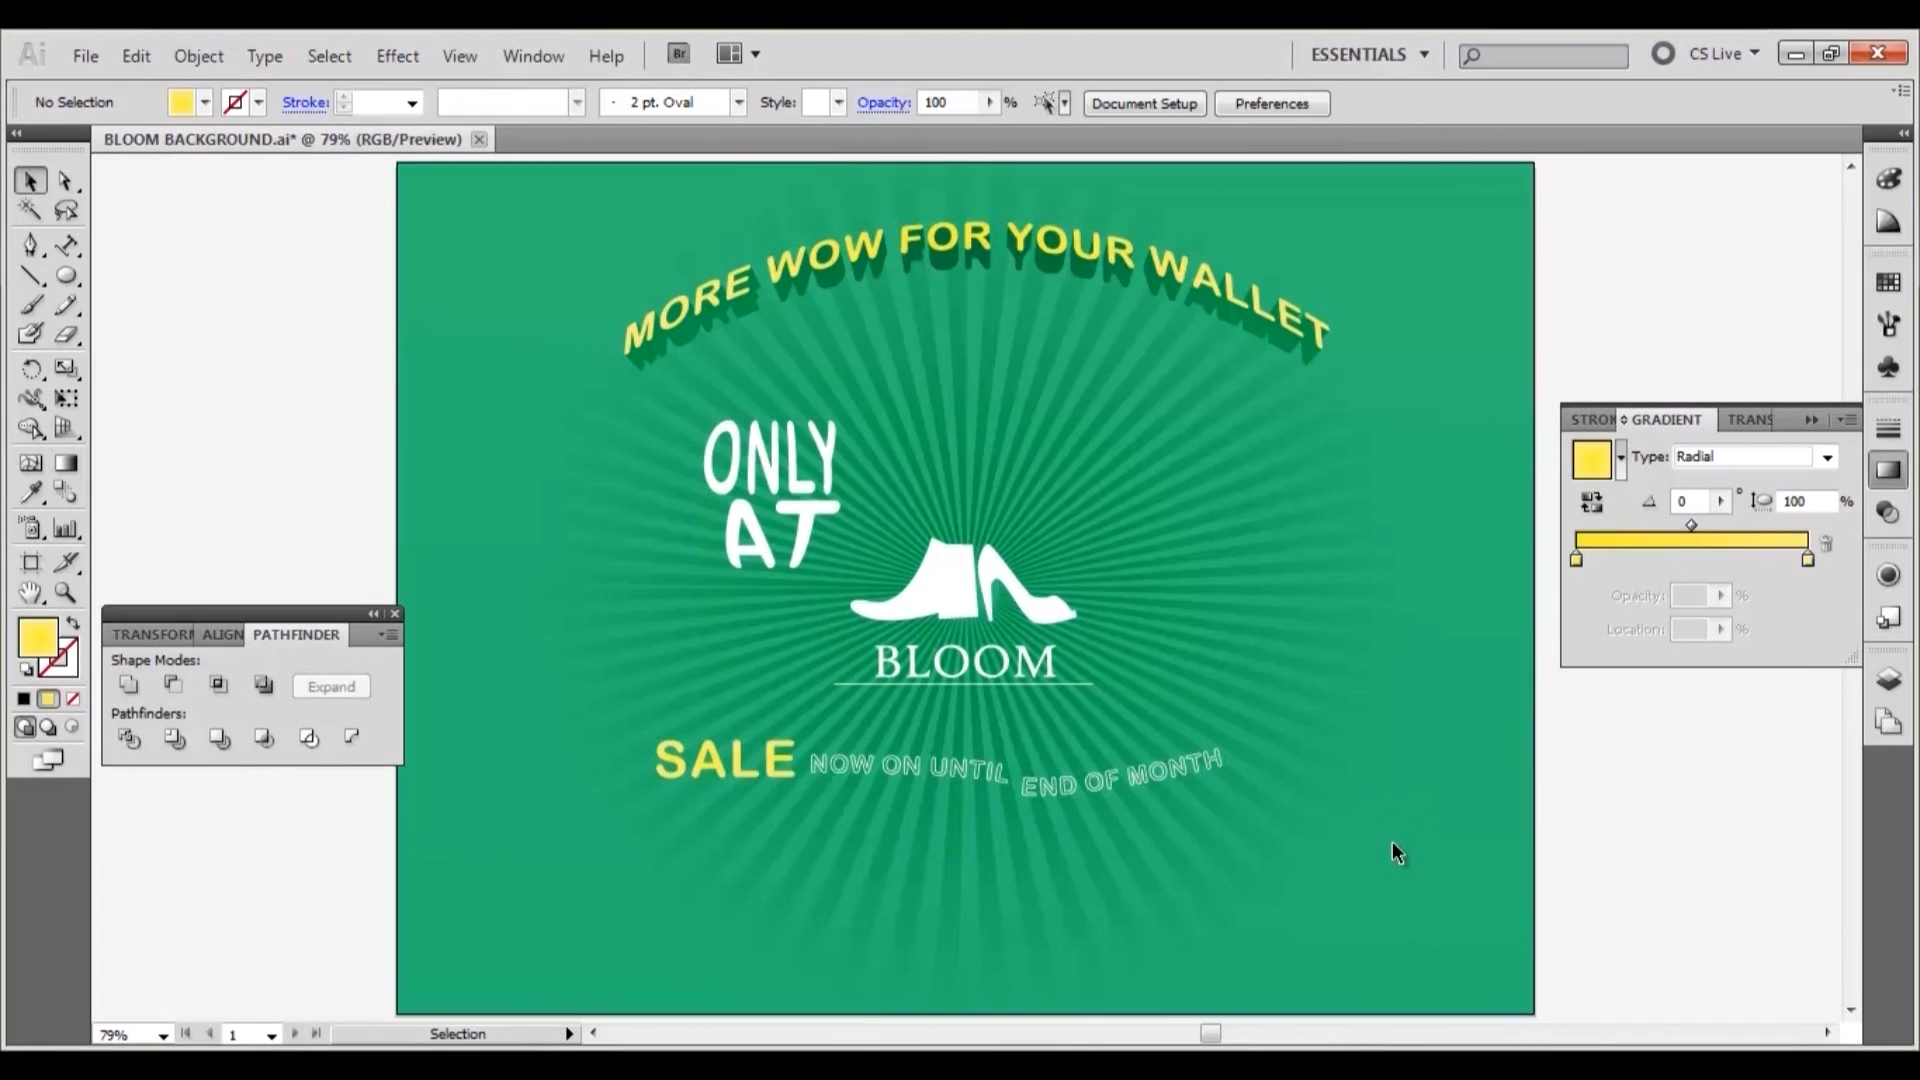 Ai File Edit Object Type Select Effect View Window Help Br ESSENTIALS CS Live
No Selection Stroke: 2 pt. Oval Style: Opacity: 100 % Document Setup Preferences
BLOOM BACKGROUND.ai* @ 79% (RGB/Preview)
MORE WOW FOR YOUR WALLET
ONLY
AT
BLOOM
SALE NOW ON UNTIL END OF MONTH
TRANSFORM ALIGN PATHFINDER
Shape Modes:
Expand
Pathfinders:
STROK GRADIENT TRANS
Type: Radial
0 ° 100 %
Opacity: %
Location: %
79% 1 Selection